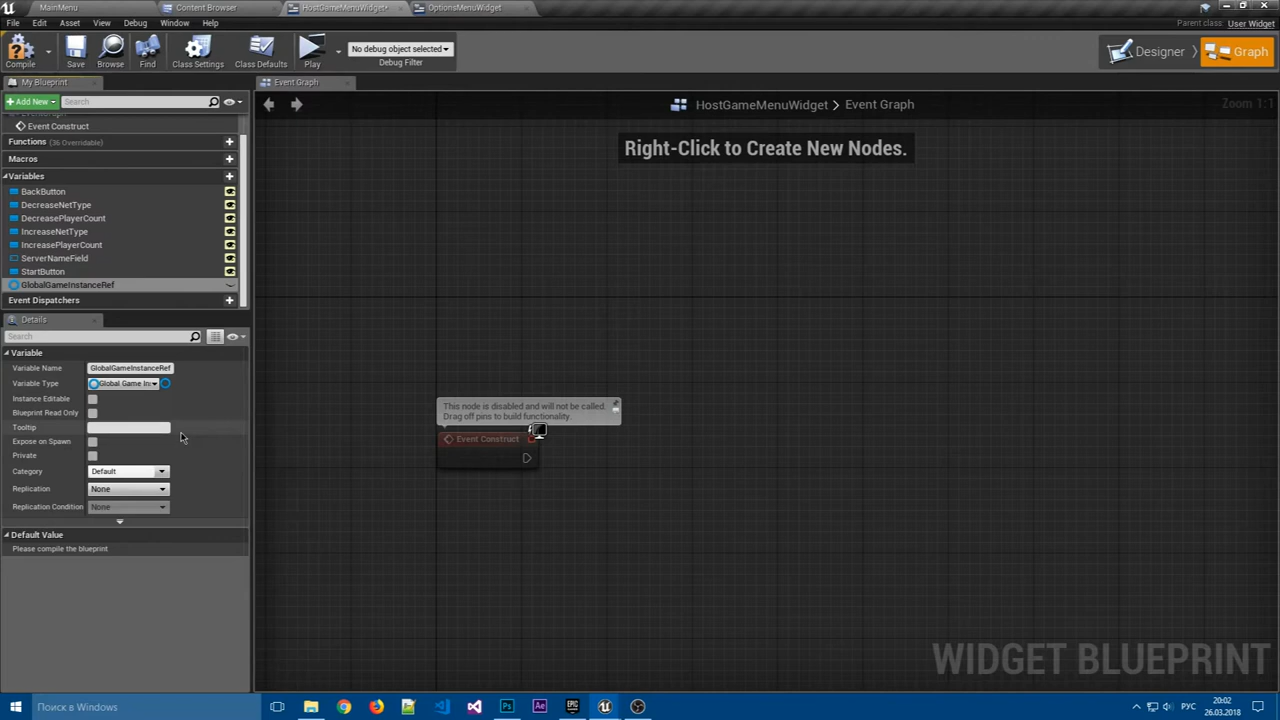 MainMenu
Content Browser
HostGameMenuWidget*
OptionsMenuWidget
File Edit Asset View Debug Window Help
Parent class: User Widget
Compile
Save
Browse
Find
Class Settings
Class Defaults
Play
No debug object selected
Debug Filter
Designer
Graph
My Blueprint
Event Graph
Add New
Search
HostGameMenuWidget > Event Graph
Zoom 1:1
Right-Click to Create New Nodes.
EventGraph
Event Construct
Functions (36 Overridable)
Macros
Variables
BackButton
DecreaseNetType
DecreasePlayerCount
IncreaseNetType
IncreasePlayerCount
ServerNameField
StartButton
GlobalGameInstanceRef
Event Dispatchers
Details
Search
Variable
Variable Name GlobalGameInstanceRef
Variable Type Global Game In:
Instance Editable
Blueprint Read Only
Tooltip
Expose on Spawn
Private
Category Default
Replication None
Replication Condition None
Default Value
Please compile the blueprint
This node is disabled and will not be called.
Drag off pins to build functionality.
Event Construct
WIDGET BLUEPRINT
Поиск в Windows
Ps
Ae
EPIC
РУС
20:02
26.03.2018